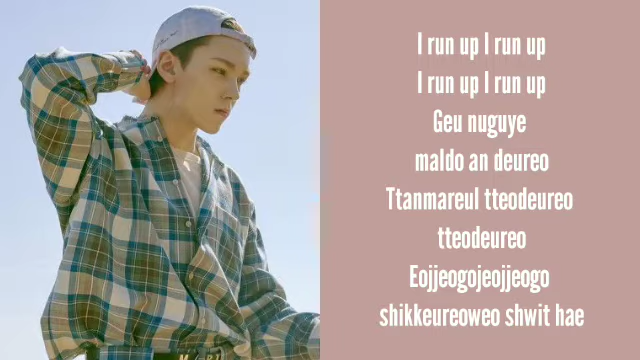 I run up I run up
I run up I run up
Geu nuguye
maldo an deureo
Ttanmareul tteodeureo
tteodeureo
Eojjeogojeojjeogo
shikkeureoweo shwit hae